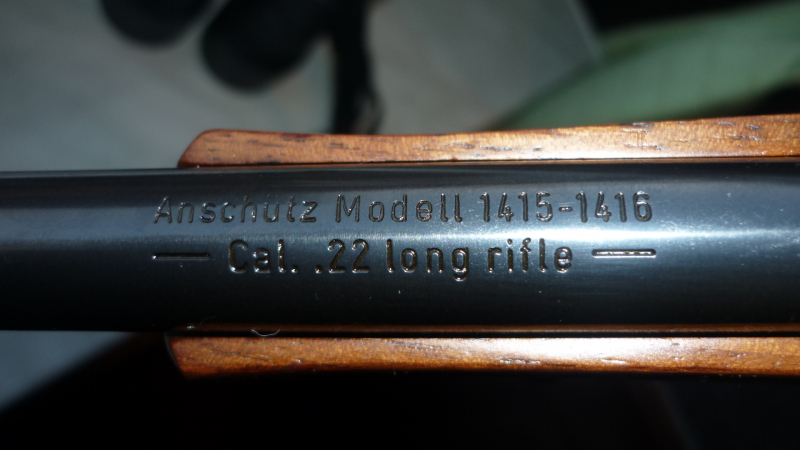 Anschütz Modell 1415-1416
— Cal. .22 long rifle —